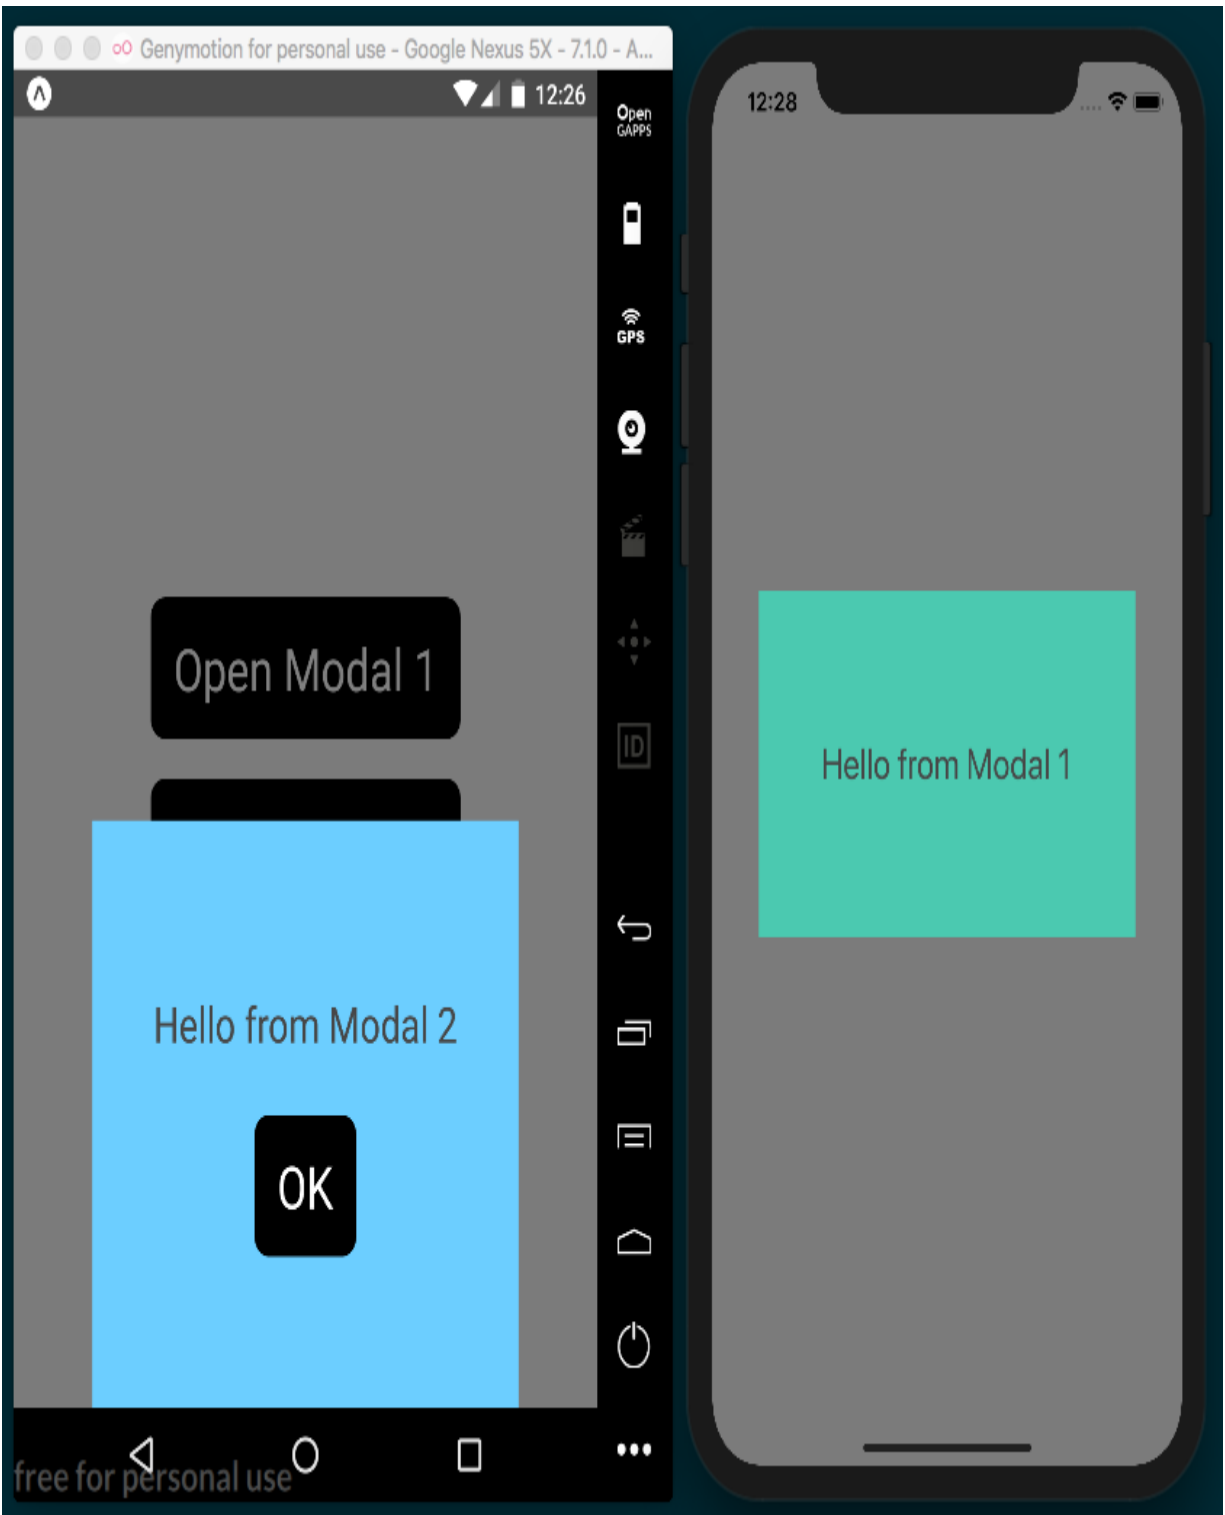 Genymotion for personal use - Google Nexus 5X - 7.1.0 - A...
12:26
Open
GAPPS
GPS
Open Modal 1
ID
Hello from Modal 2
OK
free for personal use
12:28
Hello from Modal 1